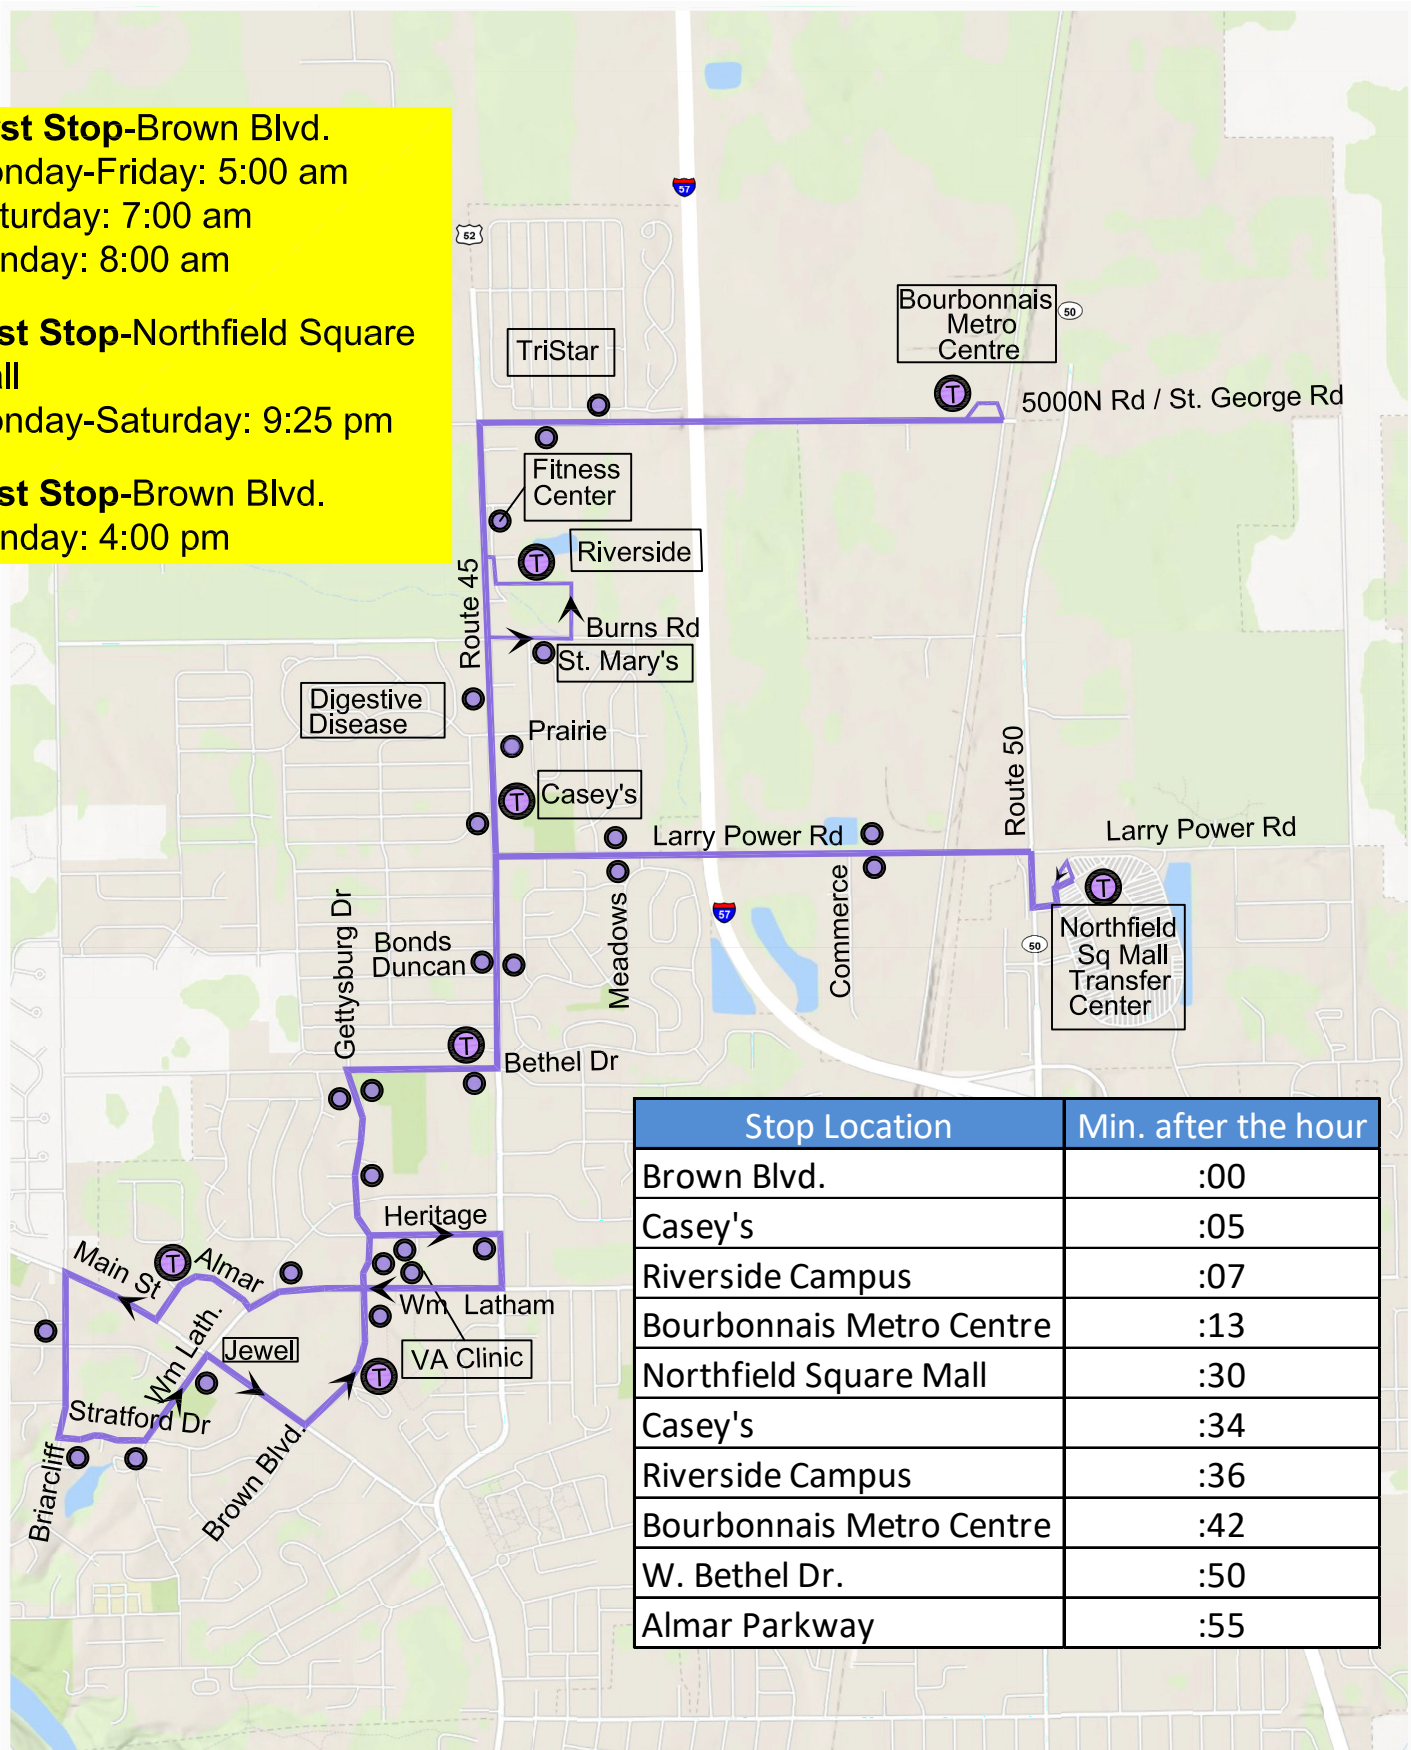 st Stop-Brown Blvd.
onday-Friday: 5:00 am
turday: 7:00 am
nday: 8:00 am
st Stop-Northfield Square
all
onday-Saturday: 9:25 pm
st Stop-Brown Blvd.
nday: 4:00 pm
57
52
Bourbonnais
Metro
Centre
50
TriStar
T
5000N Rd / St. George Rd
Fitness
Center
T
Riverside
Route 45
Burns Rd
St. Mary's
Digestive
Disease
Prairie
Route 50
T
Casey's
Larry Power Rd
Larry Power Rd
T
Commerce
Meadows
57
Gettysburg Dr
Bonds
Duncan
50
Northfield
Sq Mall
Transfer
Center
T
Bethel Dr
Stop Location Min. after the hour
Brown Blvd. :00
Casey's :05
Riverside Campus :07
Bourbonnais Metro Centre :13
Northfield Square Mall :30
Casey's :34
Riverside Campus :36
Bourbonnais Metro Centre :42
W. Bethel Dr. :50
Almar Parkway :55
Heritage
Main St
T
Almar
Wm Latham
Wm Lath.
Jewel
VA Clinic
T
Stratford Dr
Briarcliff
Brown Blvd.